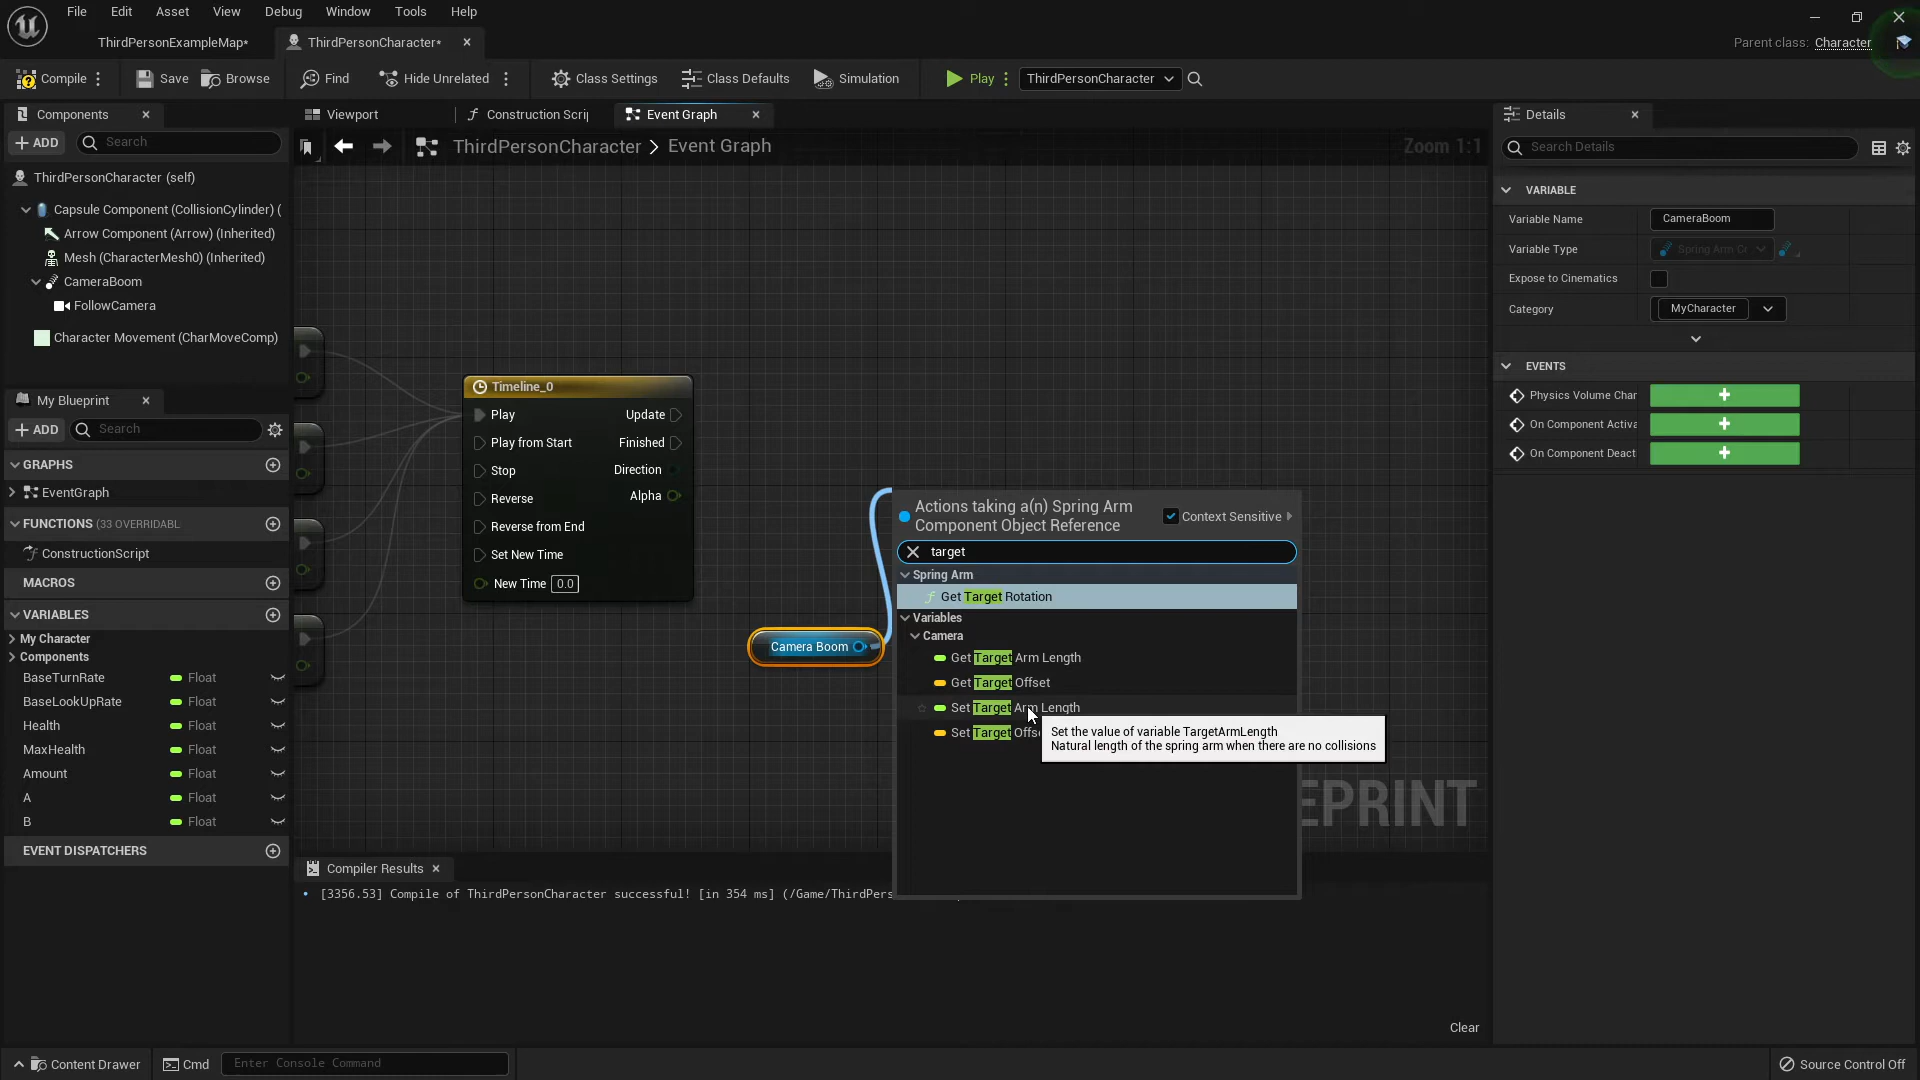 File Edit Asset View Debug Window Tools Help
ThirdPersonExampleMap* ThirdPersonCharacter*
Parent class: Character
Compile Save Browse Find Hide Unrelated Class Settings Class Defaults Simulation Play ThirdPersonCharacter
Components
ADD Search
ThirdPersonCharacter (self)
Capsule Component (CollisionCylinder) (
Arrow Component (Arrow) (Inherited)
Mesh (CharacterMesh0) (Inherited)
CameraBoom
FollowCamera
Character Movement (CharMoveComp)
My Blueprint
ADD Search
GRAPHS
EventGraph
FUNCTIONS (33 OVERRIDABL
ConstructionScript
MACROS
VARIABLES
My Character
Components
BaseTurnRate Float
BaseLookUpRate Float
Health Float
MaxHealth Float
Amount Float
A Float
B Float
EVENT DISPATCHERS
Viewport Construction Scri Event Graph
ThirdPersonCharacter > Event Graph
Zoom 1:1
Timeline_0
Play Update
Play from Start Finished
Stop Direction
Reverse Alpha
Reverse from End
Set New Time
New Time 0.0
Camera Boom
Actions taking a(n) Spring Arm
Component Object Reference
Context Sensitive
target
Spring Arm
Get Target Rotation
Variables
Camera
Get Target Arm Length
Get Target Offset
Set Target Arm Length
Set Target Offse
Set the value of variable TargetArmLength
Natural length of the spring arm when there are no collisions
EPRINT
Compiler Results
[3356.53] Compile of ThirdPersonCharacter successful! [in 354 ms] (/Game/ThirdPers
Clear
Details
Search Details
VARIABLE
Variable Name CameraBoom
Variable Type Spring Arm Co
Expose to Cinematics
Category MyCharacter
EVENTS
Physics Volume Char
On Component Activa
On Component Deact
Content Drawer Cmd Enter Console Command
Source Control Off